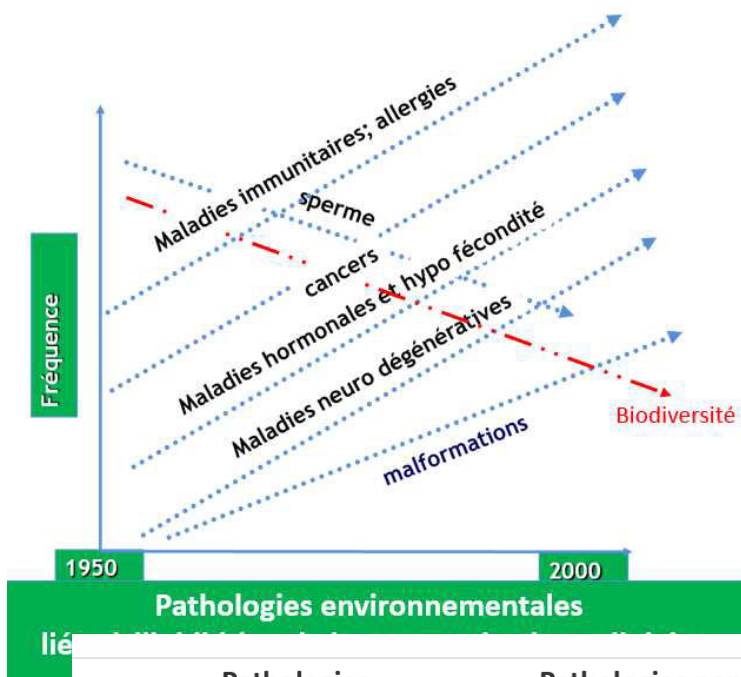 Maladies immunitaires; allergies
sperme
cancers
Maladies hormonales et hypo fécondité
Maladies neuro dégénératives
malformations
Fréquence
Biodiversité
1950
2000
Pathologies environnementales